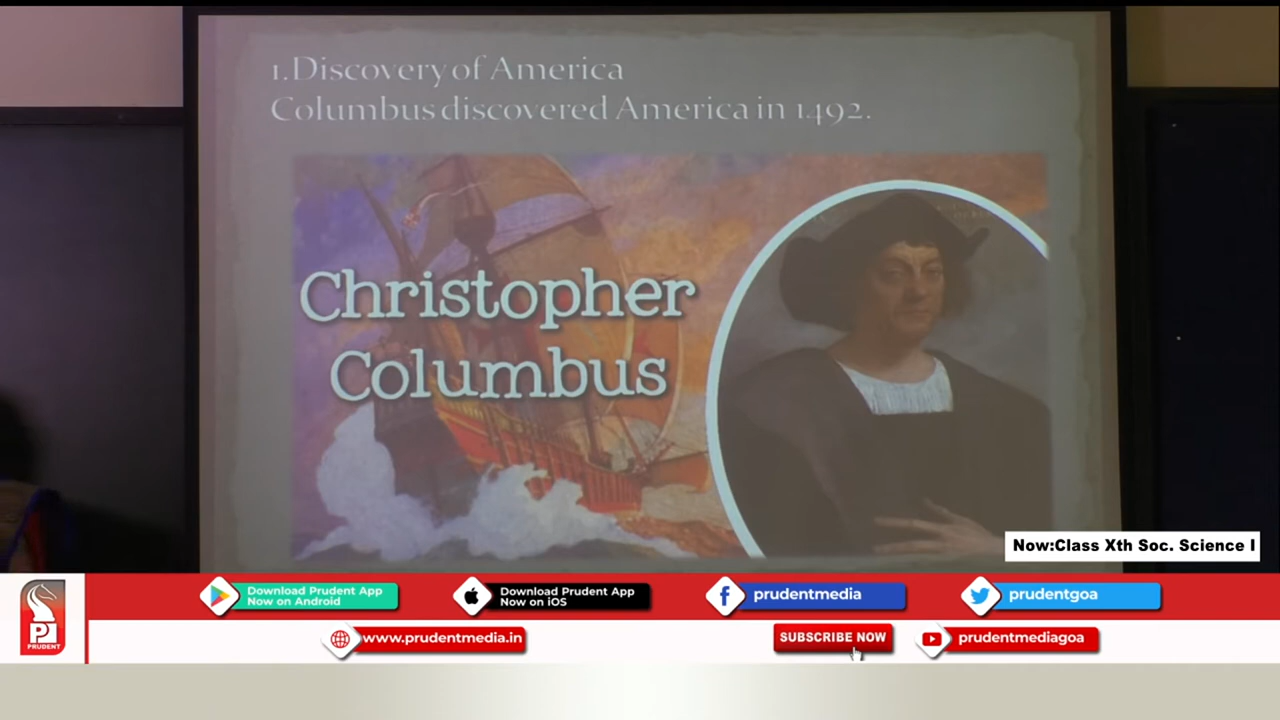 1.Discovery of America
Columbus discovered America in 1492.
Christopher
Columbus
Now:Class Xth Soc. Science I
Download Prudent App
Now on Android
Download Prudent App
Now on iOS
prudentmedia
prudentgoa
PRUDENT
www.prudentmedia.in
SUBSCRIBE NOW
prudentmediagoa